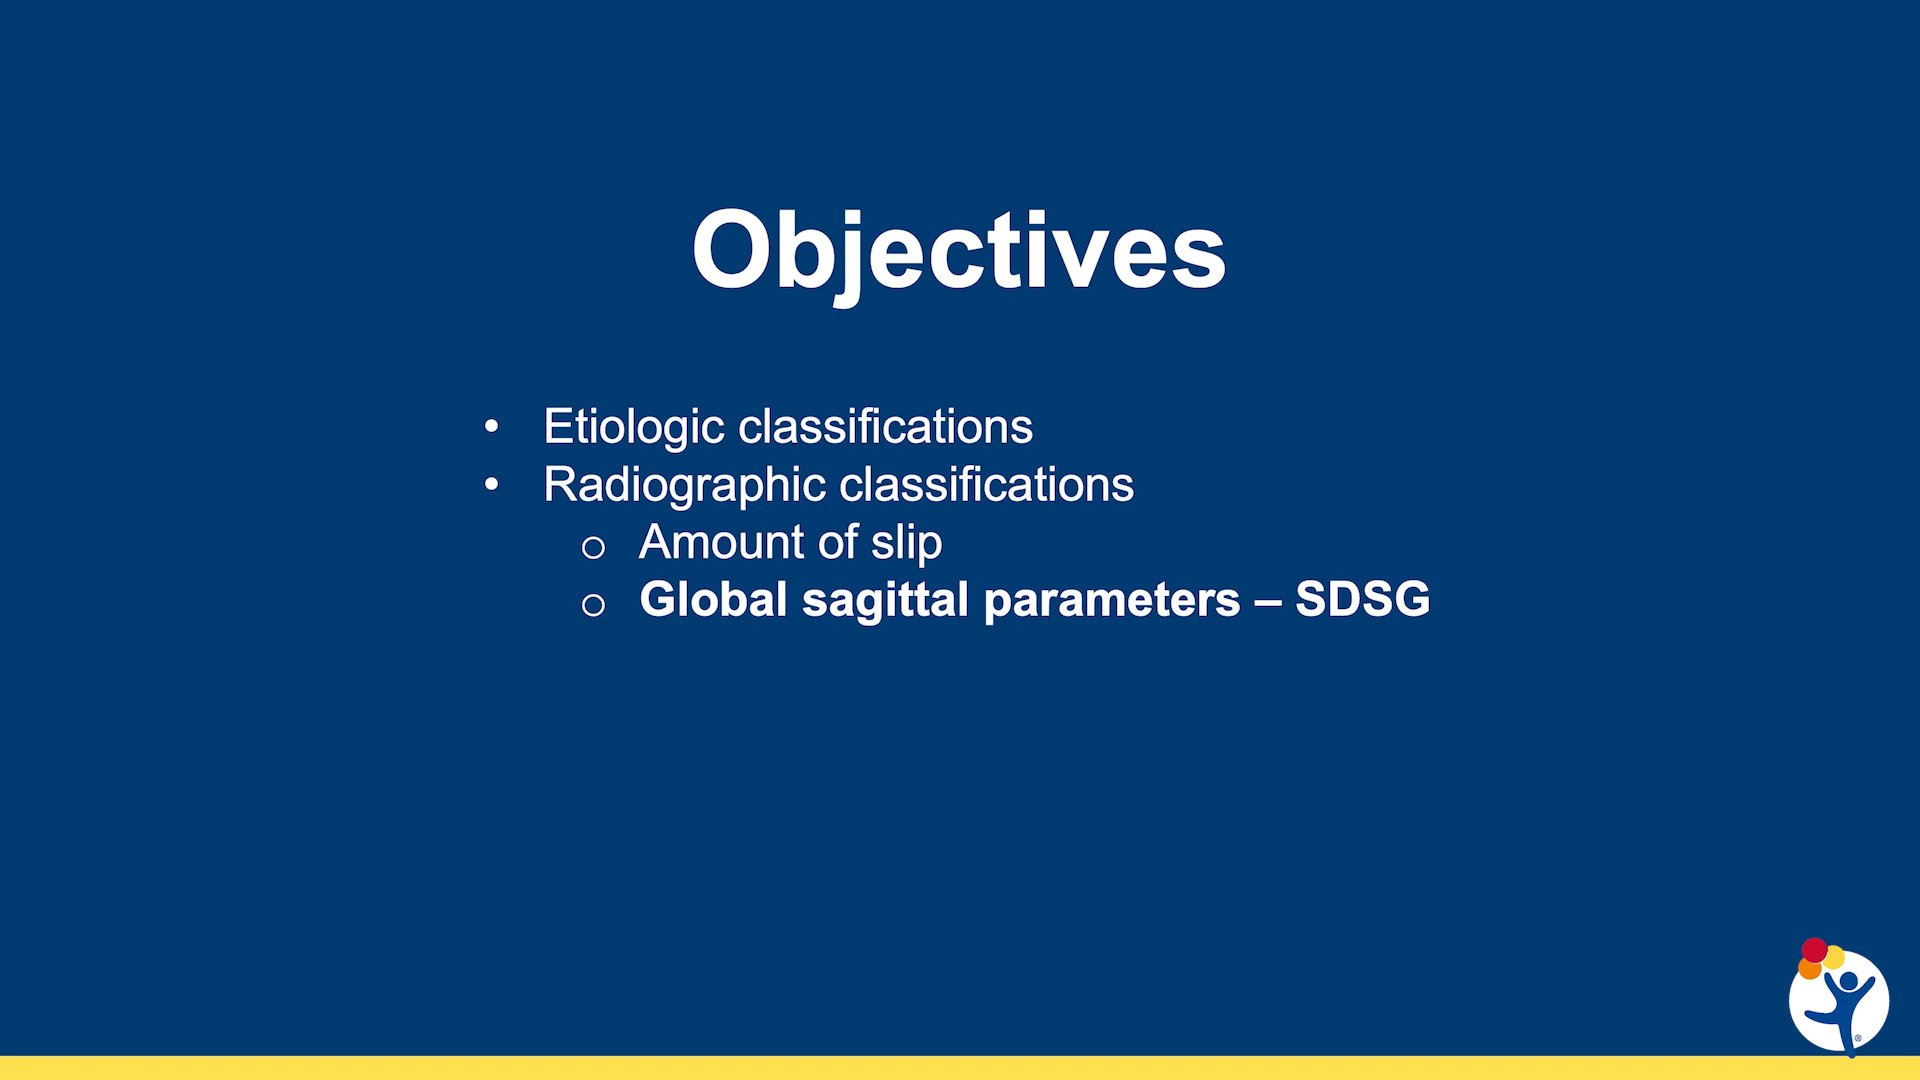 Objectives
• Etiologic classifications
• Radiographic classifications
o Amount of slip
o Global sagittal parameters – SDSG
®